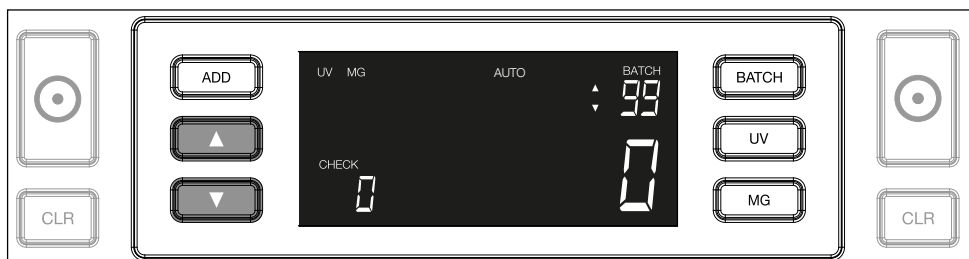 ADD
UV MG AUTO BATCH
99
CHECK
0
0
BATCH
UV
MG
CLR
CLR